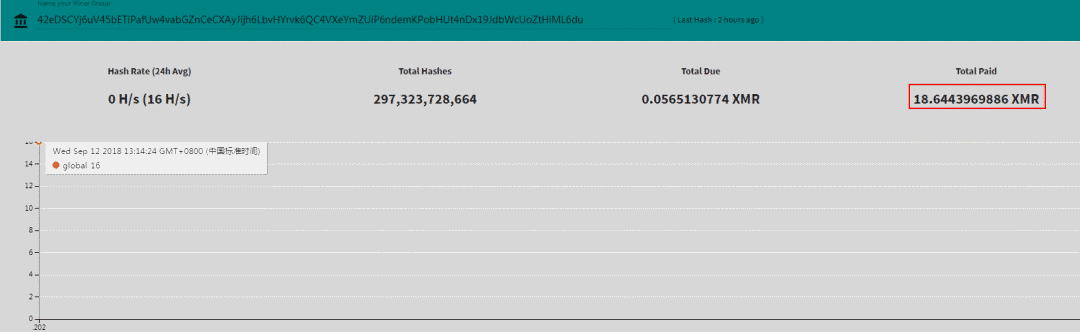 Name your Miner Group
42eDSCYj6uV45bETiPafUw4vabGZnCeCXAyJijh6LbvHYrvk6QC4VXeYmZUiP6ndemKPobHUt4nDx19JdbWcUoZtHiML6du ( Last Hash : 2 hours ago )
Hash Rate (24h Avg) Total Hashes Total Due Total Paid
0 H/s (16 H/s) 297,323,728,664 0.0565130774 XMR 18.6443969886 XMR
16
Wed Sep 12 2018 13:14:24 GMT+0800 (中国标准时间)
global 16
14
12
10
8
6
4
2
0
.202